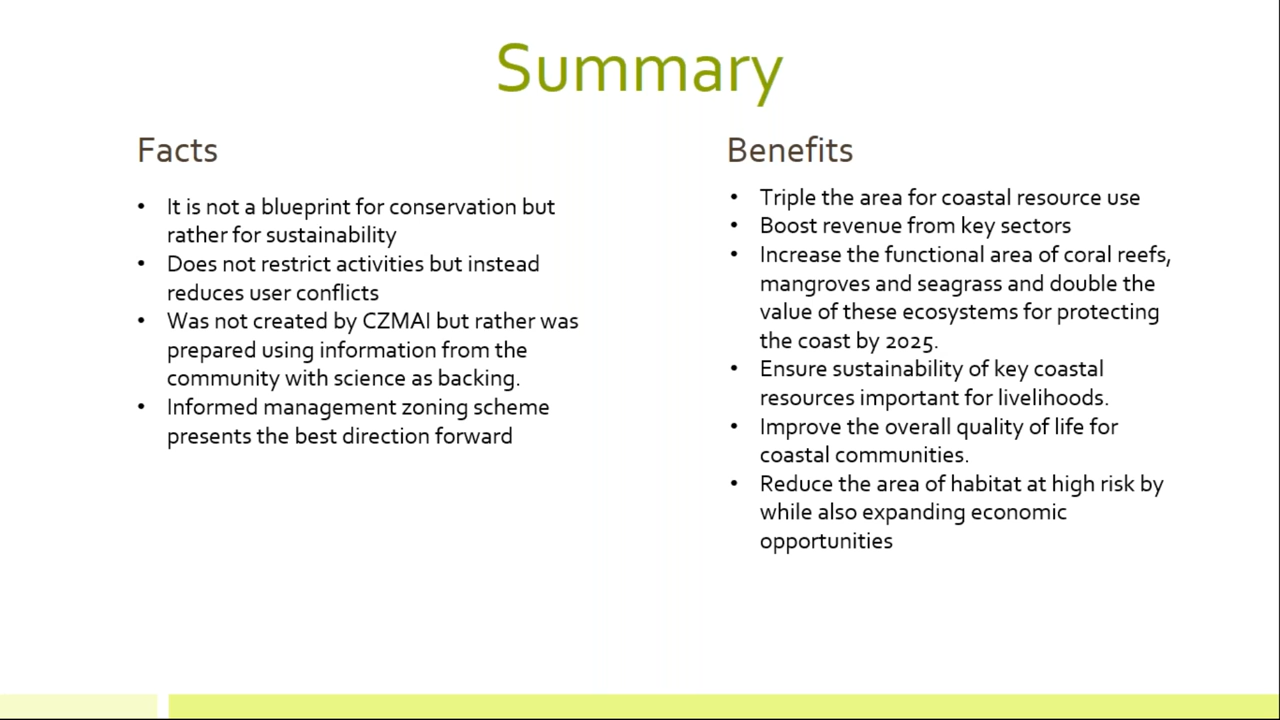 Summary
Facts
• It is not a blueprint for conservation but
rather for sustainability
• Does not restrict activities but instead
reduces user conflicts
• Was not created by CZMAI but rather was
prepared using information from the
community with science as backing.
• Informed management zoning scheme
presents the best direction forward
Benefits
• Triple the area for coastal resource use
• Boost revenue from key sectors
• Increase the functional area of coral reefs,
mangroves and seagrass and double the
value of these ecosystems for protecting
the coast by 2025.
• Ensure sustainability of key coastal
resources important for livelihoods.
• Improve the overall quality of life for
coastal communities.
• Reduce the area of habitat at high risk by
while also expanding economic
opportunities